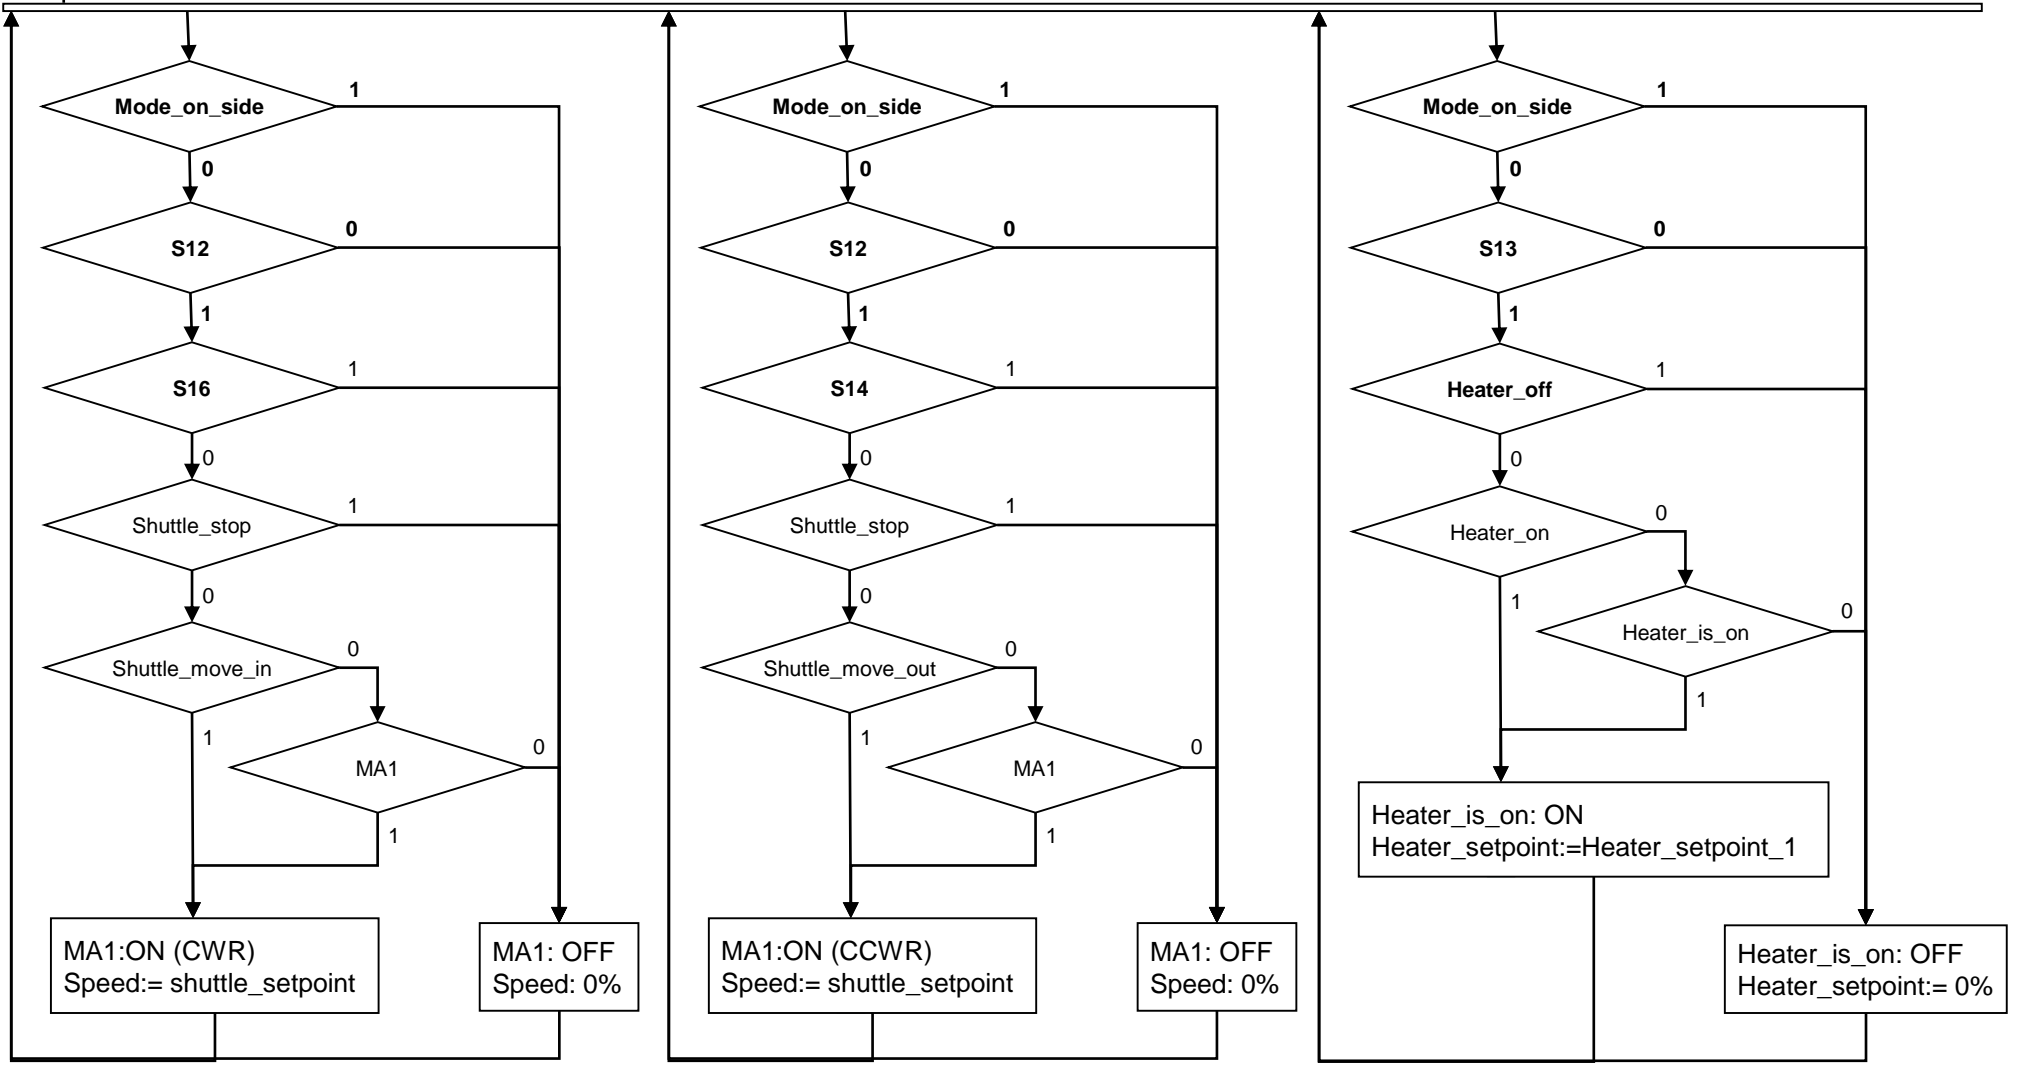 Mode_on_side
1
0
S12
0
1
S16
1
0
Shuttle_stop
1
0
Shuttle_move_in
0
1
MA1
0
1
MA1:ON (CWR)
Speed:= shuttle_setpoint
MA1: OFF
Speed: 0%
Mode_on_side
1
0
S12
0
1
S14
1
0
Shuttle_stop
1
0
Shuttle_move_out
0
1
MA1
0
1
MA1:ON (CCWR)
Speed:= shuttle_setpoint
MA1: OFF
Speed: 0%
Mode_on_side
1
0
S13
0
1
Heater_off
1
0
Heater_on
0
1
Heater_is_on
0
1
Heater_is_on: ON
Heater_setpoint:=Heater_setpoint_1
Heater_is_on: OFF
Heater_setpoint:= 0%